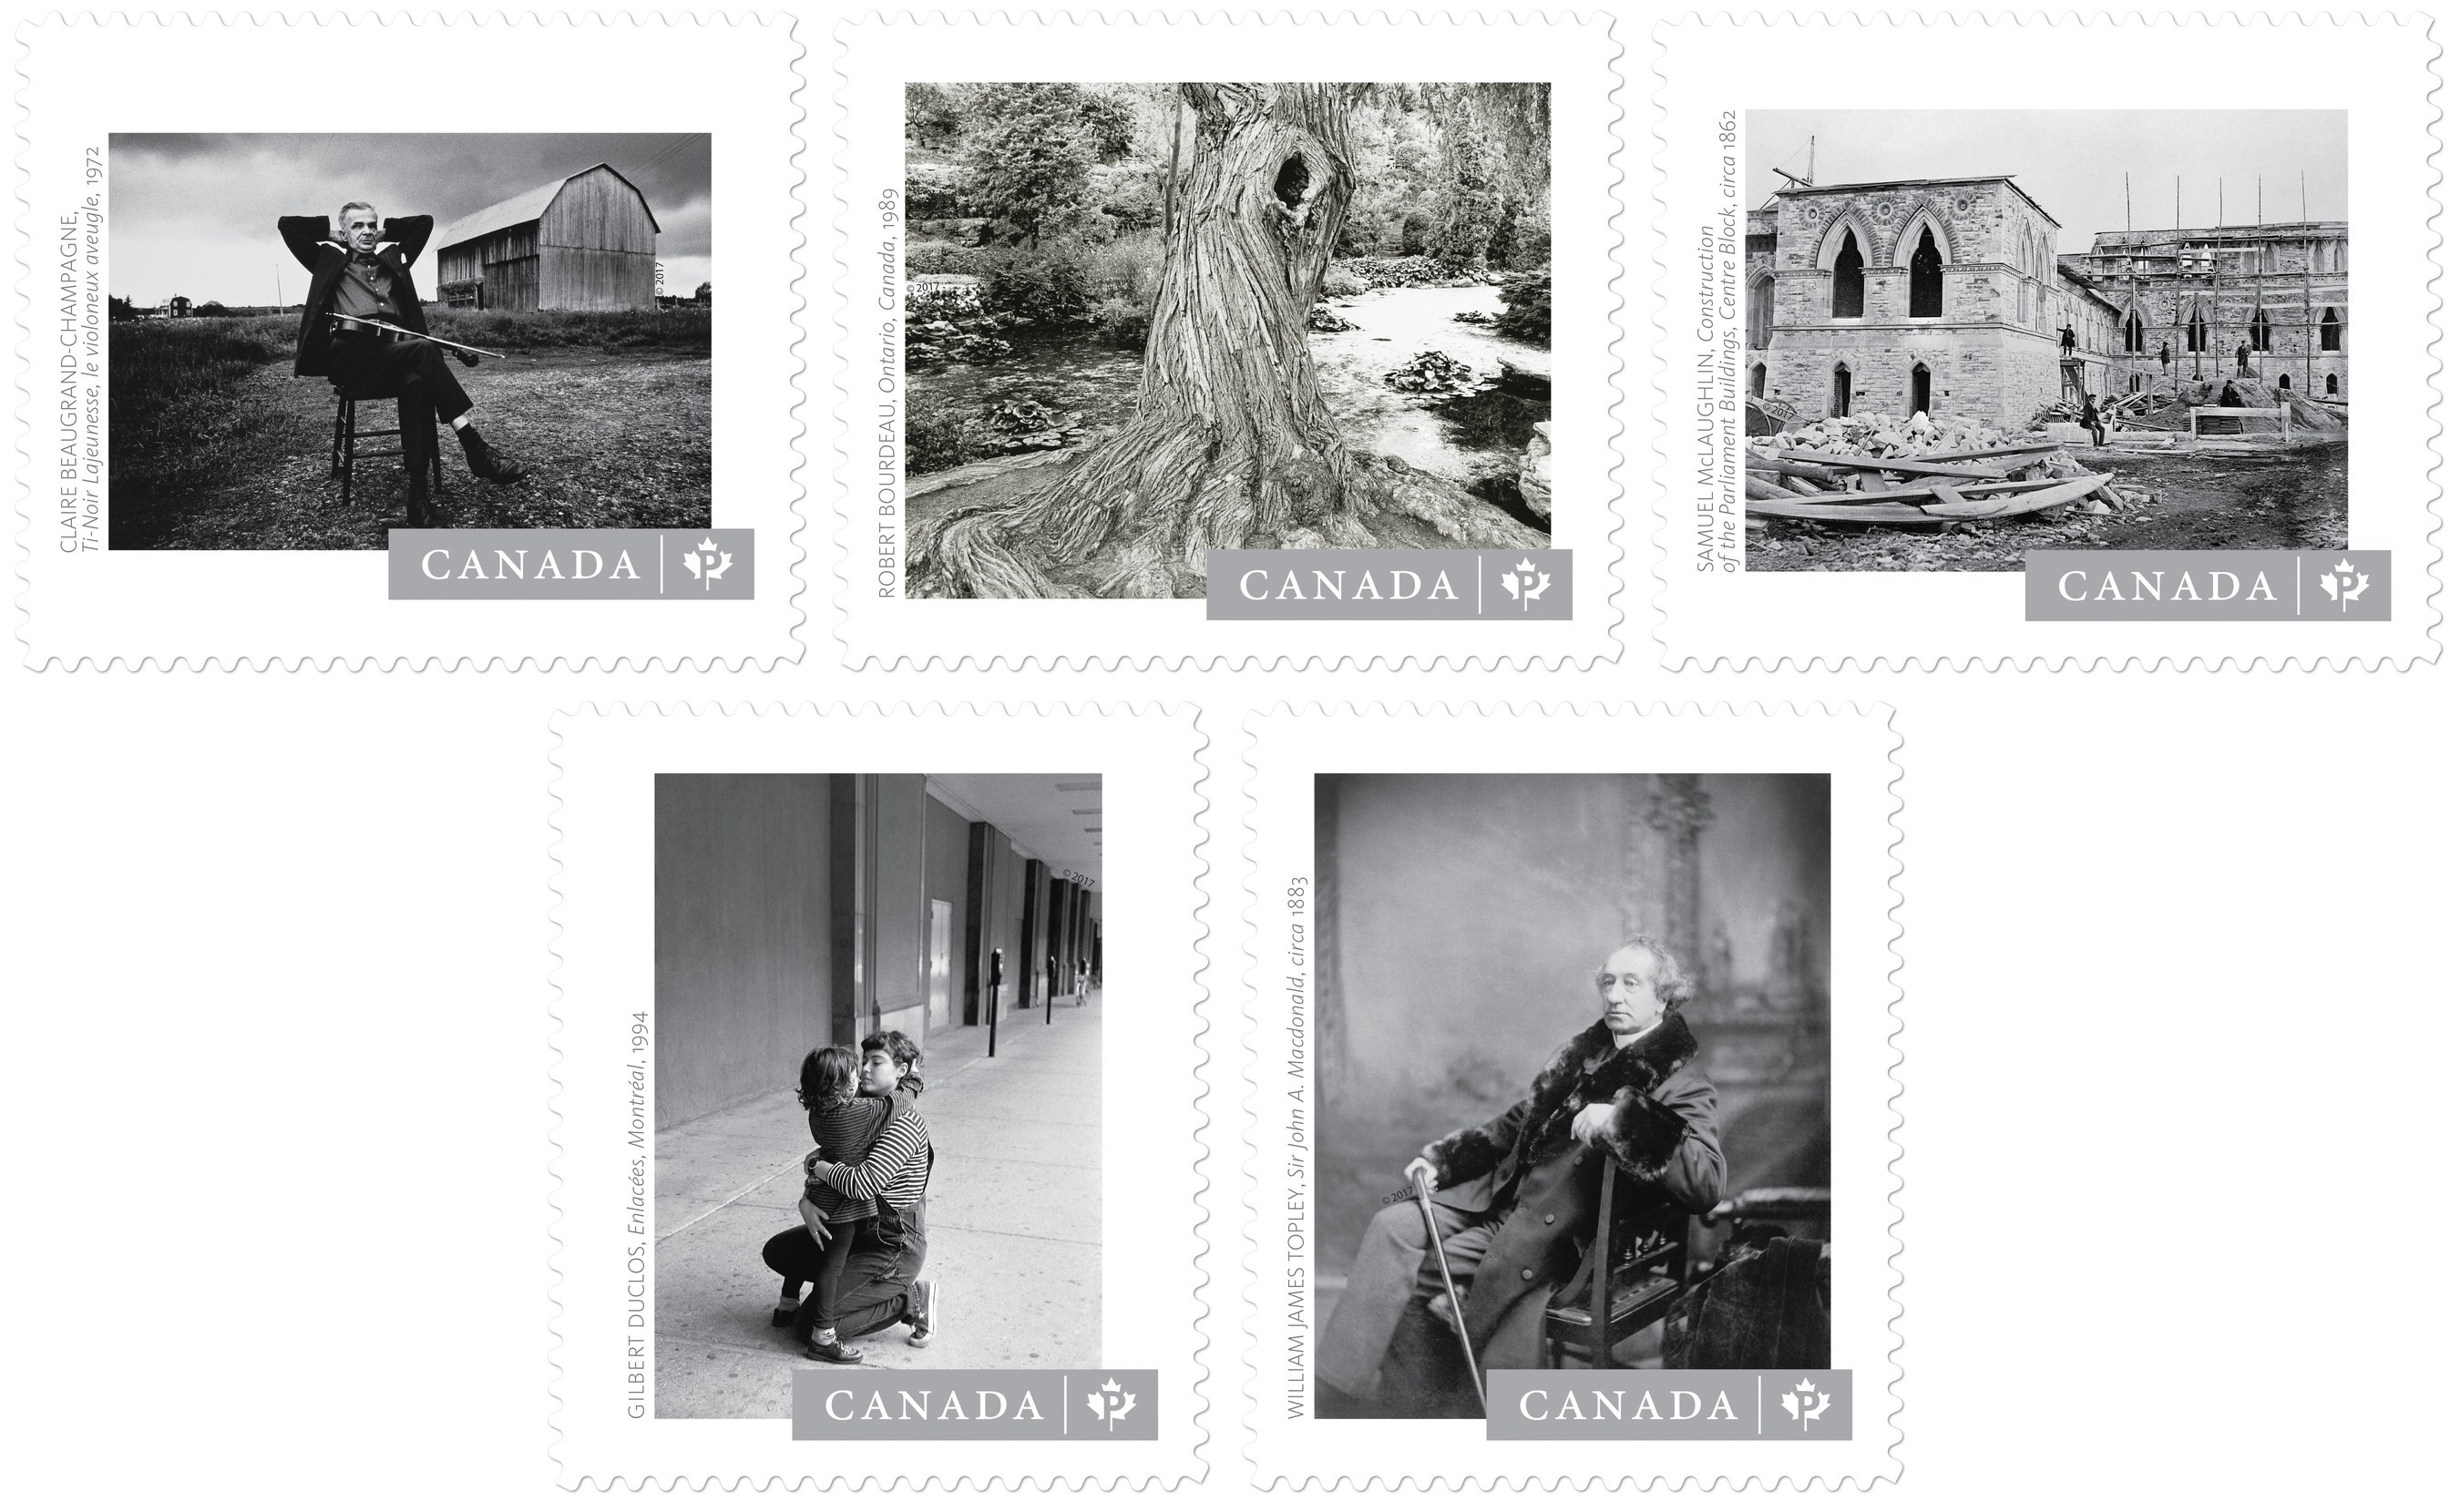 CLAIRE BEAUGRAND-CHAMPAGNE,
Ti-Noir Lajeunesse, le violoneux aveugle, 1972
© 2017
CANADA P
ROBERT BOURDEAU, Ontario, Canada, 1989
© 2017
CANADA P
SAMUEL McLAUGHLIN, Construction
of the Parliament Buildings, Centre Block, circa 1862
© 2017
CANADA P
GILBERT DUCLOS, Enlacées, Montréal, 1994
© 2017
CANADA P
WILLIAM JAMES TOPLEY, Sir John A. Macdonald, circa 1883
© 2017
CANADA P